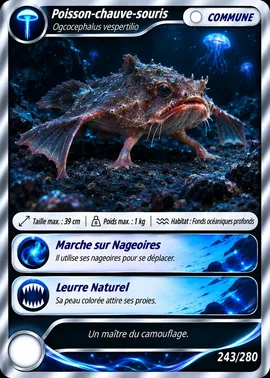 Poisson-chauve-souris
Ogcocephalus vespertilio
COMMUNE
Taille max. : 39 cm
Poids max. : 1 kg
Habitat : Fonds océaniques profonds
Marche sur Nageoires
Il utilise ses nageoires pour se déplacer.
Leurre Naturel
Sa peau colorée attire ses proies.
Un maître du camouflage.
243/280